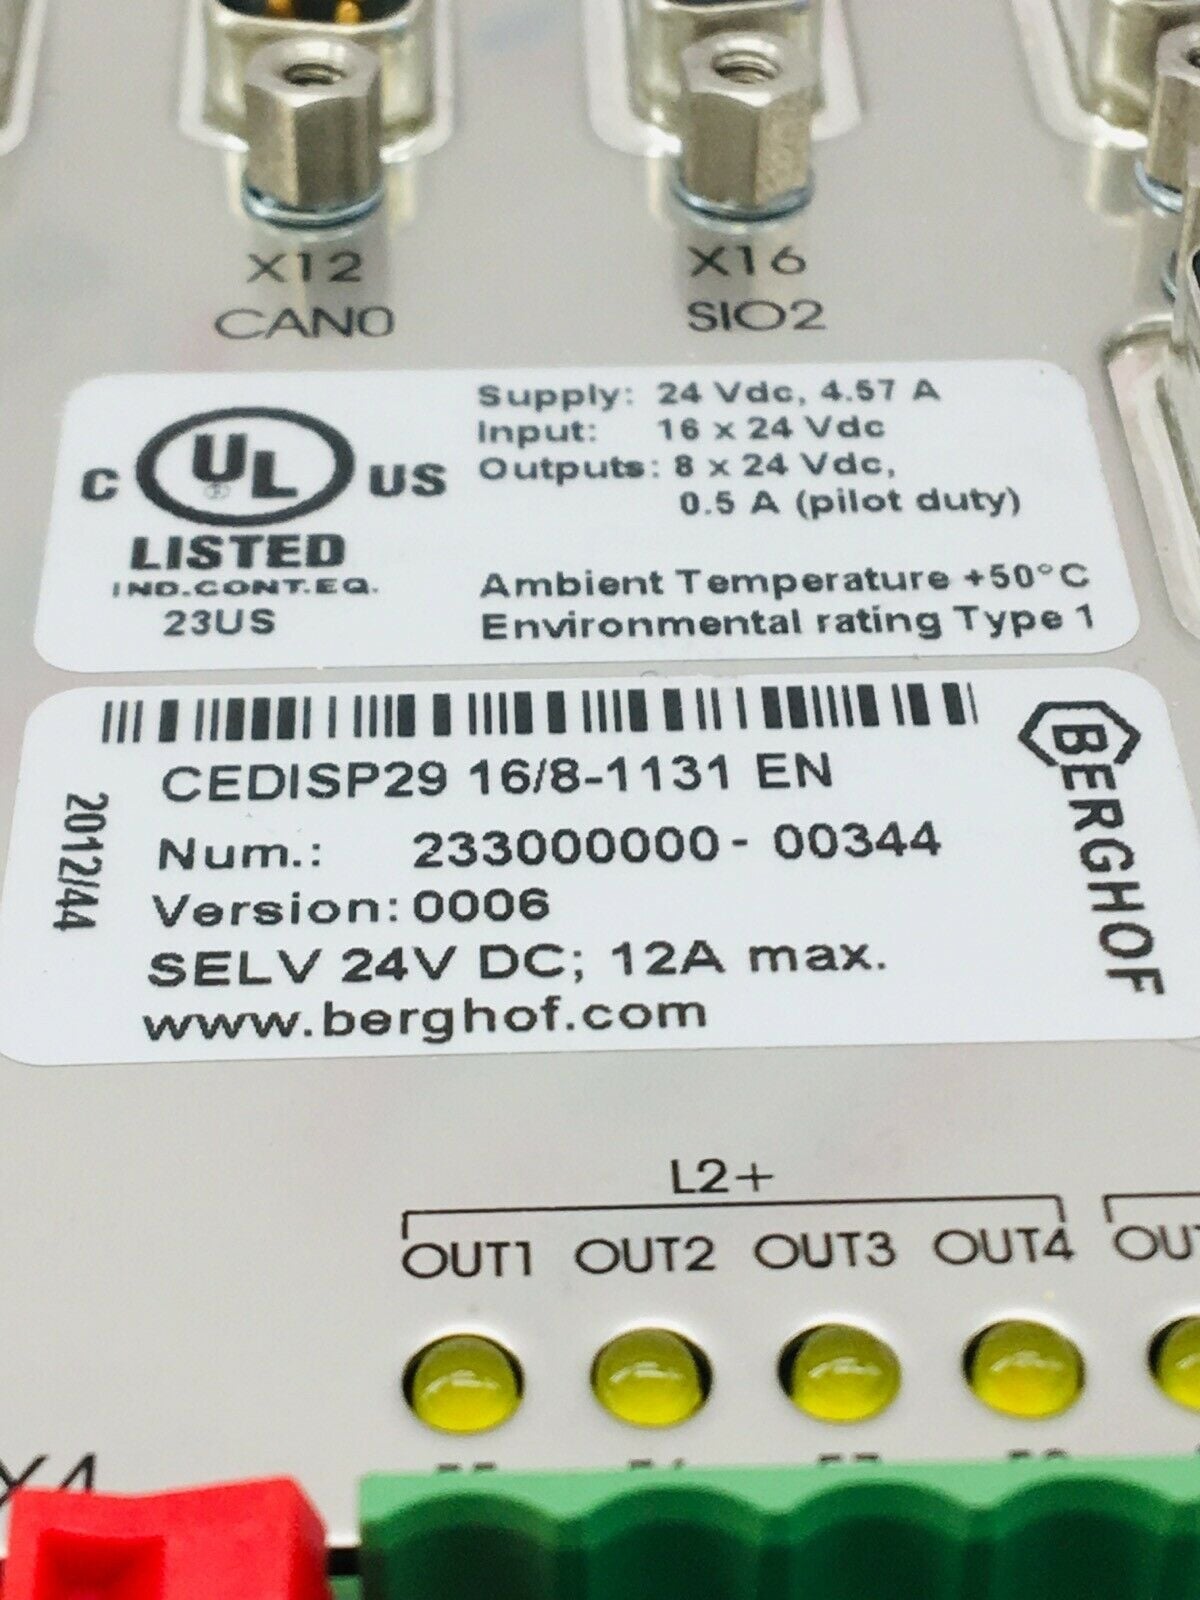 X12
CAN0
X16
SIO2
C UL ® US
LISTED
IND.CONT.EQ.
23US
Supply: 24 Vdc, 4.57 A
Input: 16 x 24 Vdc
Outputs: 8 x 24 Vdc,
0.5 A (pilot duty)
Ambient Temperature +50°C
Environmental rating Type 1
CEDISP29 16/8-1131 EN
Num.: 233000000- 00344
Version: 0006
SELV 24V DC; 12A max.
www.berghof.com
2012/44
BERGHOF
L2+
OUT1 OUT2 OUT3 OUT4
X4